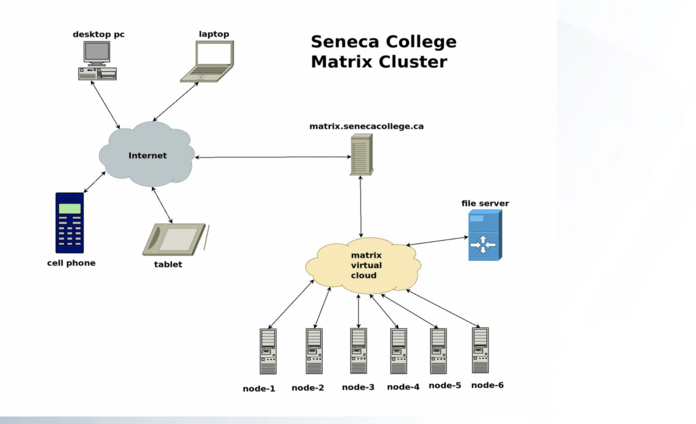 desktop pc
laptop
Seneca College
Matrix Cluster
matrix.senecacollege.ca
Internet
file server
cell phone
tablet
matrix
virtual
cloud
node-1
node-2
node-3
node-4
node-5
node-6